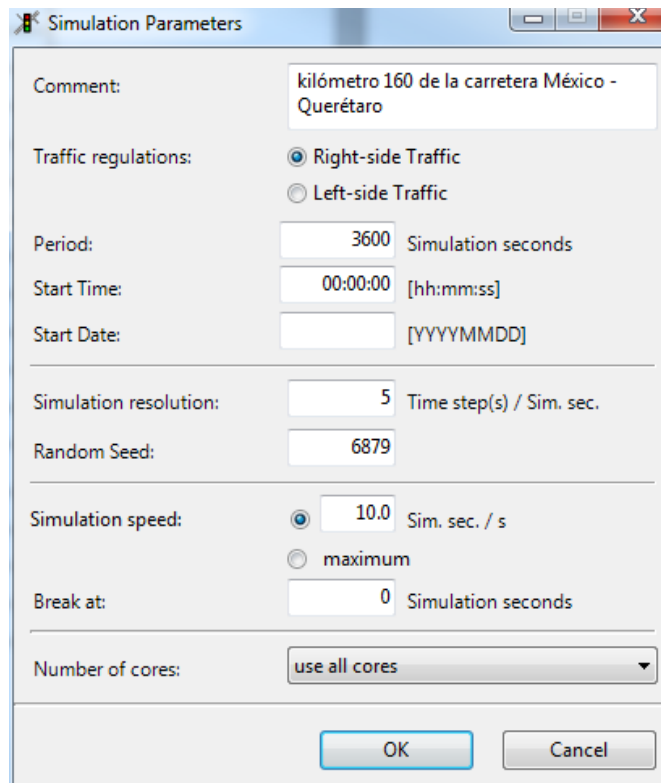 Simulation Parameters
Comment: kilómetro 160 de la carretera México -
Querétaro
Traffic regulations: Right-side Traffic
Left-side Traffic
Period: 3600 Simulation seconds
Start Time: 00:00:00 [hh:mm:ss]
Start Date: [YYYYMMDD]
Simulation resolution: 5 Time step(s) / Sim. sec.
Random Seed: 6879
Simulation speed: 10.0 Sim. sec. / s
maximum
Break at: 0 Simulation seconds
Number of cores: use all cores
OK Cancel